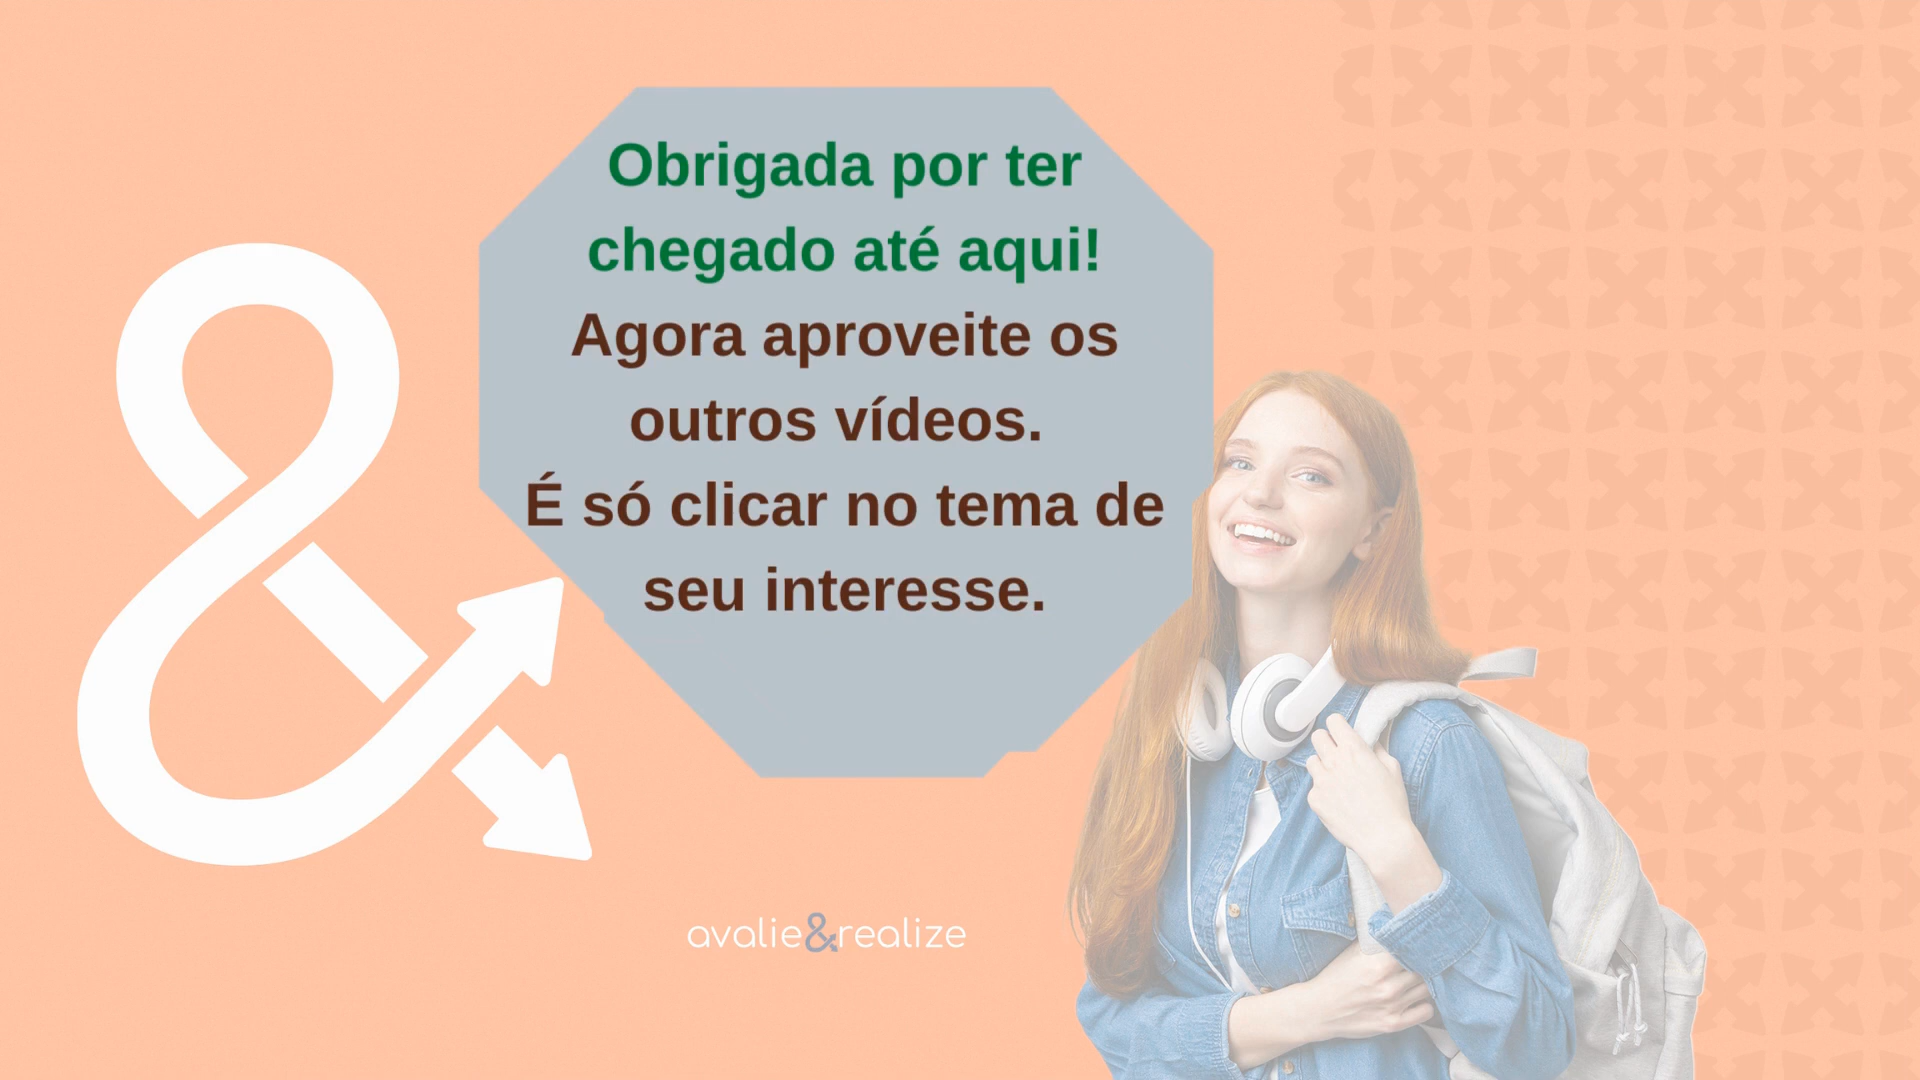 Obrigada por ter
chegado até aqui!
Agora aproveite os
outros vídeos.
É só clicar no tema de
seu interesse.
avalie&realize